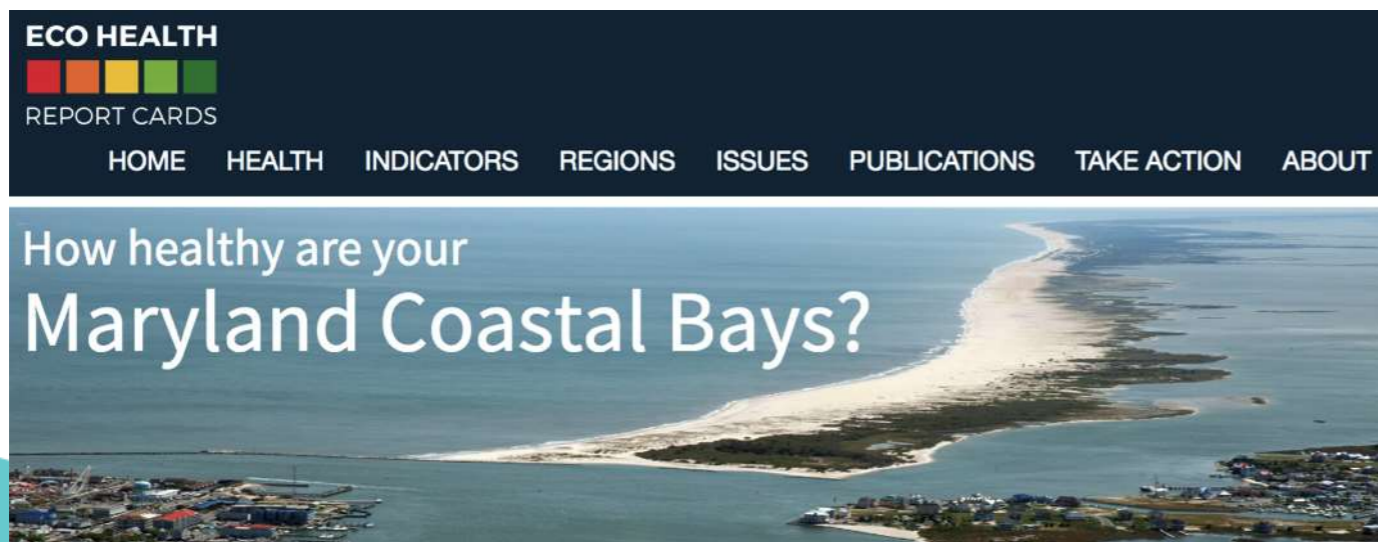 ECO HEALTH
REPORT CARDS
HOME HEALTH INDICATORS REGIONS ISSUES PUBLICATIONS TAKE ACTION ABOUT
How healthy are your
Maryland Coastal Bays?